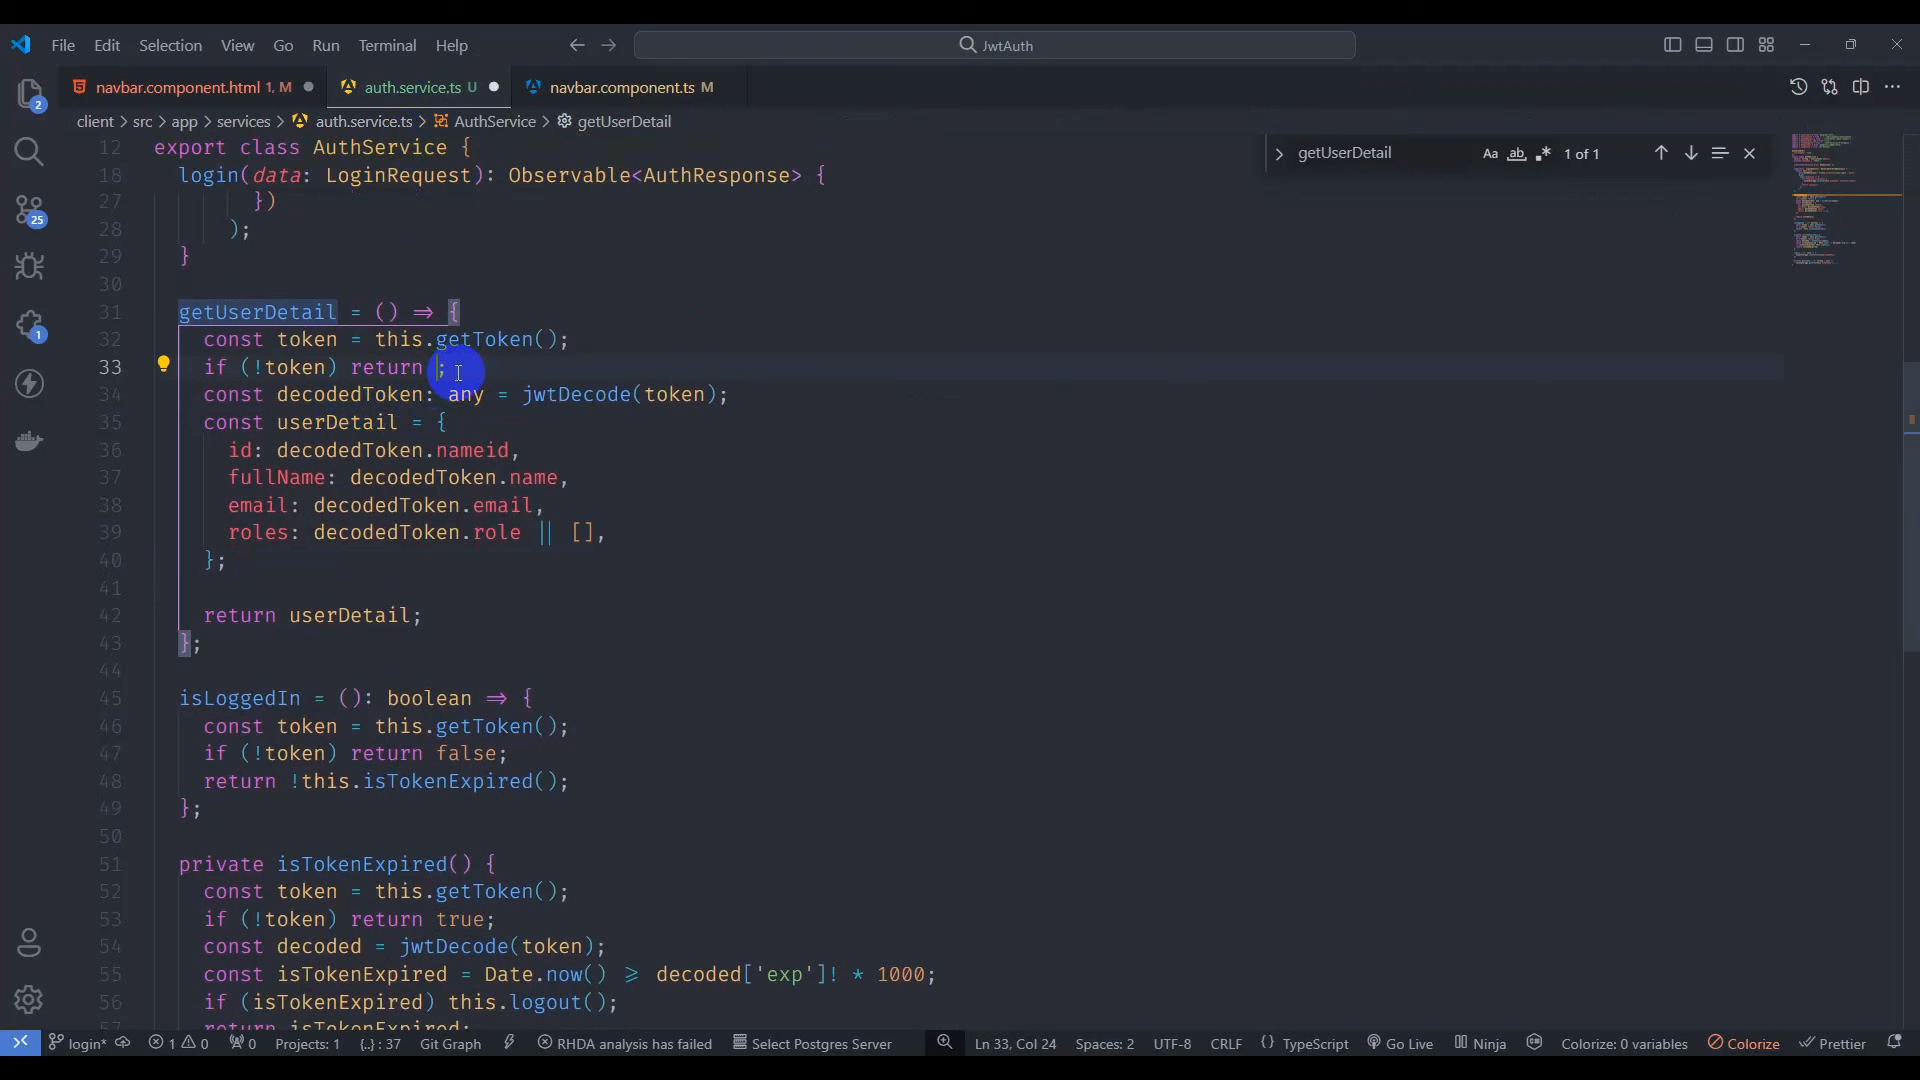 File Edit Selection View Go Run Terminal Help JwtAuth
navbar.component.html 1, M auth.service.ts U navbar.component.ts M
client > src > app > services > auth.service.ts > AuthService > getUserDetail
getUserDetail Aa ab 1 of 1
12 export class AuthService {
18 login(data: LoginRequest): Observable<AuthResponse> {
27 })
28 );
29 }
30
31 getUserDetail = () => {
32 const token = this.getToken();
33 if (!token) return ;
34 const decodedToken: any = jwtDecode(token);
35 const userDetail = {
36 id: decodedToken.nameid,
37 fullName: decodedToken.name,
38 email: decodedToken.email,
39 roles: decodedToken.role || [],
40 };
41
42 return userDetail;
43 };
44
45 isLoggedIn = (): boolean => {
46 const token = this.getToken();
47 if (!token) return false;
48 return !this.isTokenExpired();
49 };
50
51 private isTokenExpired() {
52 const token = this.getToken();
53 if (!token) return true;
54 const decoded = jwtDecode(token);
55 const isTokenExpired = Date.now() >= decoded['exp']! * 1000;
56 if (isTokenExpired) this.logout();
57 return isTokenExpired;
2
25
1
login* 1 0 0 Projects: 1 {..} : 37 Git Graph RHDA analysis has failed Select Postgres Server Ln 33, Col 24 Spaces: 2 UTF-8 CRLF {} TypeScript Go Live Ninja Colorize: 0 variables Colorize Prettier